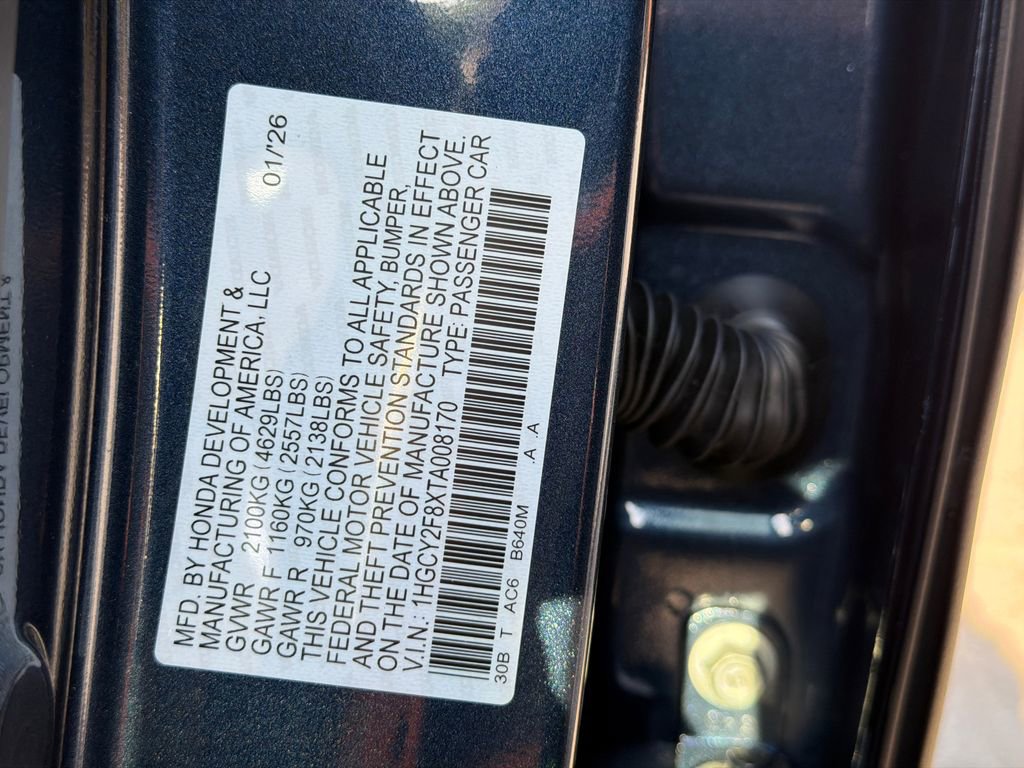 MFD. BY HONDA DEVELOPMENT &
MANUFACTURING OF AMERICA, LLC 01/'26
GVWR 2100KG (4629LBS)
GAWR F 1160KG (2557LBS)
GAWR R 970KG (2138LBS)
THIS VEHICLE CONFORMS TO ALL APPLICABLE
FEDERAL MOTOR VEHICLE SAFETY, BUMPER,
AND THEFT PREVENTION STANDARDS IN EFFECT
ON THE DATE OF MANUFACTURE SHOWN ABOVE.
V.I.N.: 1HGCY2F8XTA008170 TYPE: PASSENGER CAR
30B T AC6 B640M .A .A